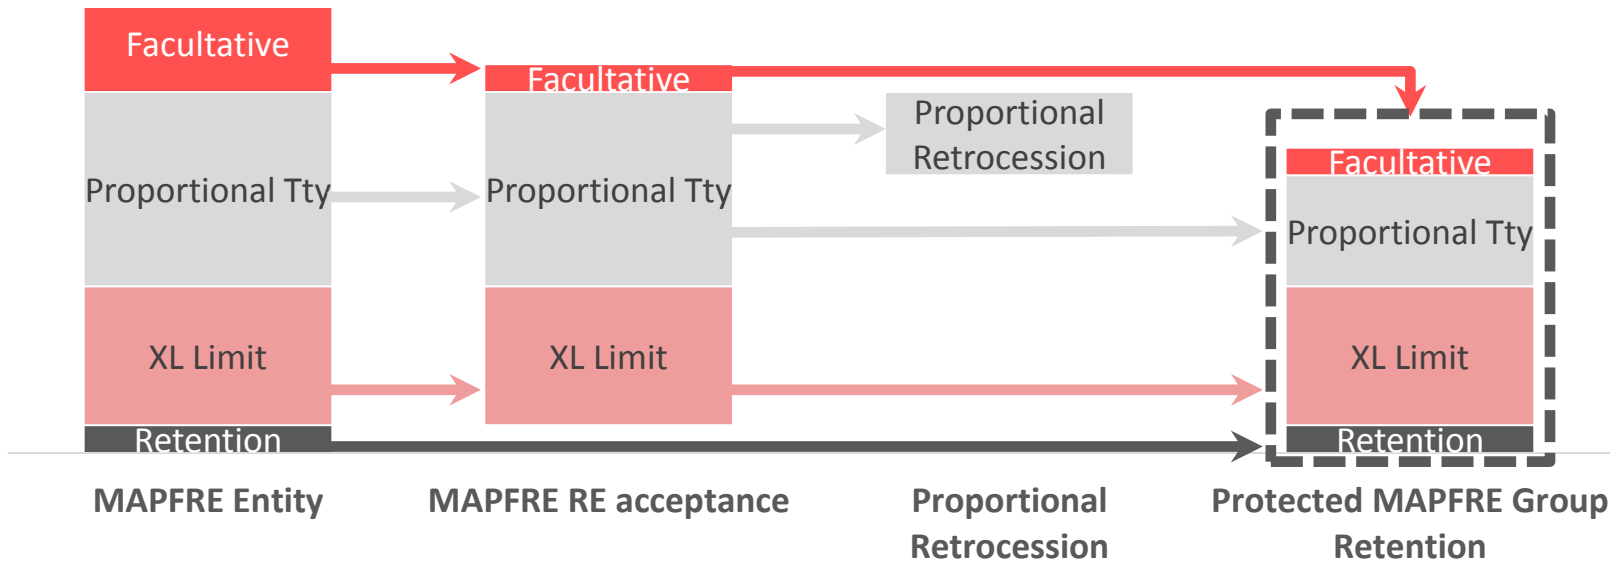 Facultative
Proportional Tty
XL Limit
Retention
MAPFRE Entity
Facultative
Proportional Tty
XL Limit
MAPFRE RE acceptance
Proportional
Retrocession
Proportional
Retrocession
Facultative
Proportional Tty
XL Limit
Retention
Protected MAPFRE Group
Retention